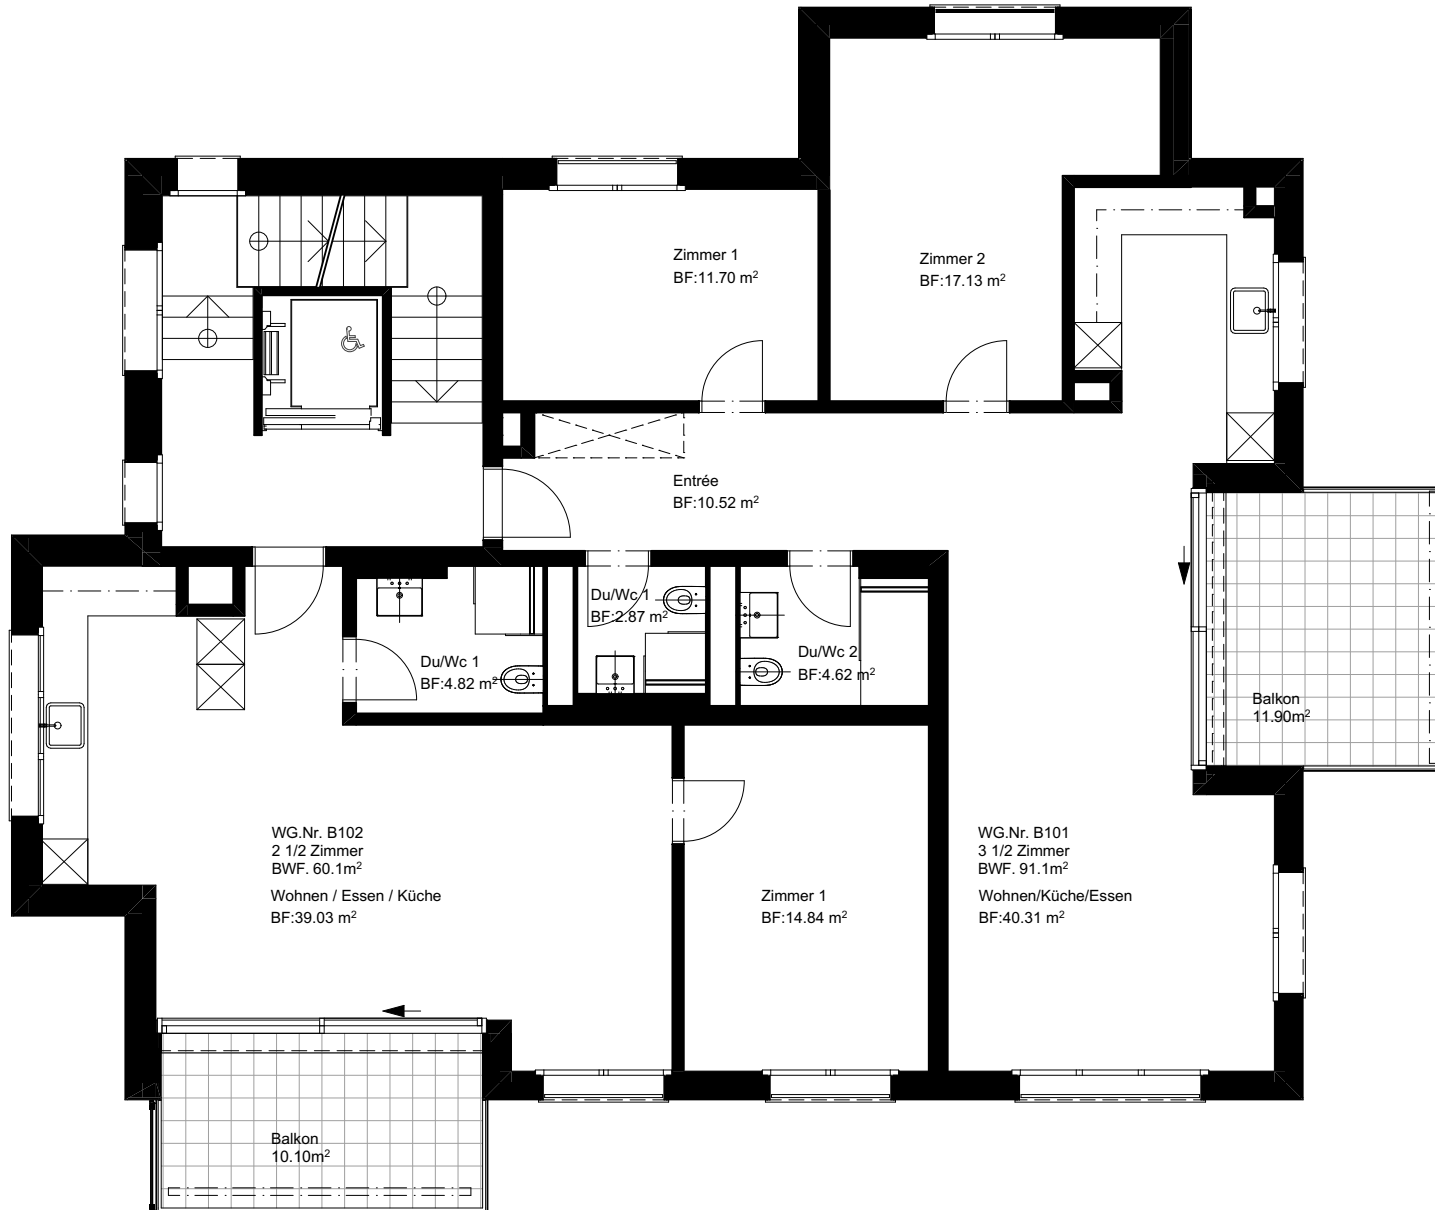 Zimmer 1
BF:11.70 m²
Zimmer 2
BF:17.13 m²
Entrée
BF:10.52 m²
Du/Wc 1
BF:2.87 m²
Du/Wc 1
BF:4.82 m²
Du/Wc 2
BF:4.62 m²
Balkon
11.90m²
WG.Nr. B102
2 1/2 Zimmer
BWF. 60.1m²
Wohnen / Essen / Küche
BF:39.03 m²
Zimmer 1
BF:14.84 m²
WG.Nr. B101
3 1/2 Zimmer
BWF. 91.1m²
Wohnen/Küche/Essen
BF:40.31 m²
Balkon
10.10m²